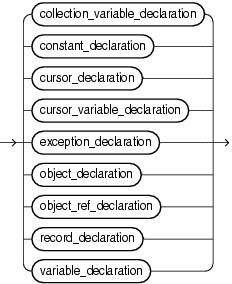 collection_variable_declaration
constant_declaration
cursor_declaration
cursor_variable_declaration
exception_declaration
object_declaration
object_ref_declaration
record_declaration
variable_declaration